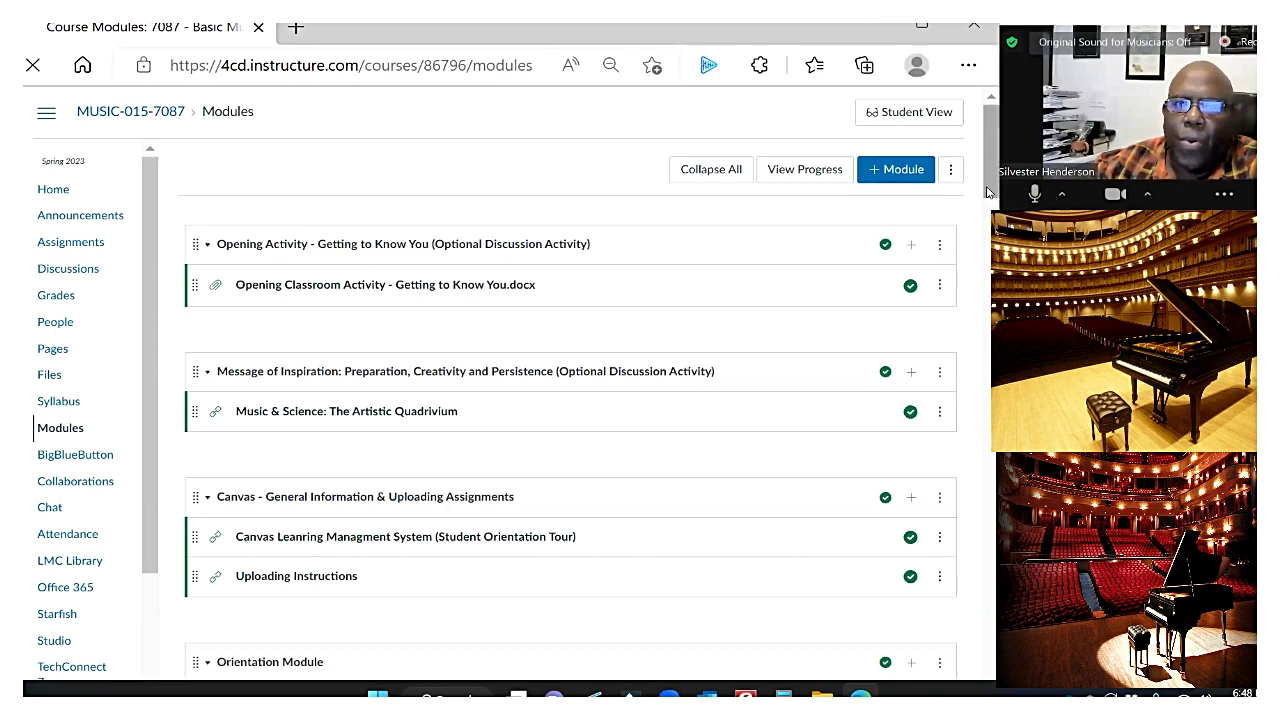 Course Modules: 7087 - Basic Mu
Original Sound for Musicians: Off
Rec
https://4cd.instructure.com/courses/86796/modules
MUSIC-015-7087 > Modules
Student View
Silvester Henderson
Spring 2023
Collapse All
View Progress
+ Module
Home
Announcements
Assignments
Discussions
Grades
People
Pages
Files
Syllabus
Modules
BigBlueButton
Collaborations
Chat
Attendance
LMC Library
Office 365
Starfish
Studio
TechConnect
Opening Activity - Getting to Know You (Optional Discussion Activity)
Opening Classroom Activity - Getting to Know You.docx
Message of Inspiration: Preparation, Creativity and Persistence (Optional Discussion Activity)
Music & Science: The Artistic Quadrivium
Canvas - General Information & Uploading Assignments
Canvas Leanring Managment System (Student Orientation Tour)
Uploading Instructions
Orientation Module
6:48